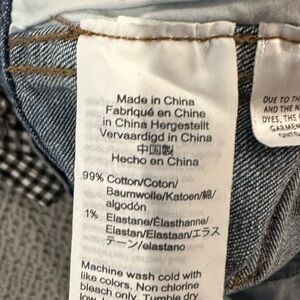 Made in China
Fabriqué en Chine
in China Hergestellt
Vervaardigd in China
中国製
Hecho en China
99% Cotton/Coton/
Baumwolle/Katoen/綿/
algodón
1% Elastane/Élasthanne/
Elastan/Elastaan/エラス
テーン/elastano
Machine wash cold with
like colors. Non chlorine
bleach only. Tumble dry
DUE TO TH
AND THE N
DYES, THE
GARME